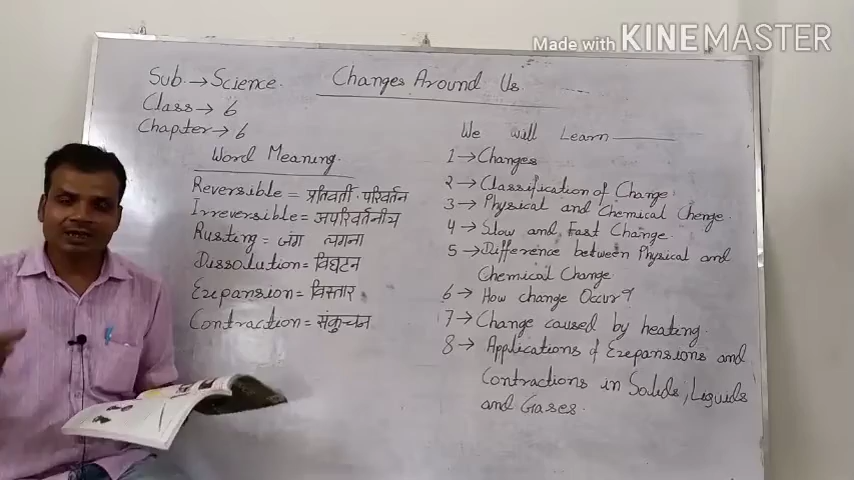 Made with KINEMASTER
Sub. → Science.
Changes Around Us
Class → 6
Chapter → 6
Word Meaning.
Reversible = प्रतिवर्ती परिवर्तन
Irreversible = अपरिवर्तनीय
Rusting = जंग लगना
Dissolution = विघटन
Expansion = विस्तार
Contraction = संकुचन
We will Learn
1 → Changes
2 → Classification of Change
3 → Physical and Chemical Chenge.
4 → Slow and Fast Change.
5 → Difference between Physical and
Chemical Change
6 → How change Occur?
7 → Change caused by heating.
8 → Applications of Expansions and
Contractions in Solids, Liquids
and Gases.